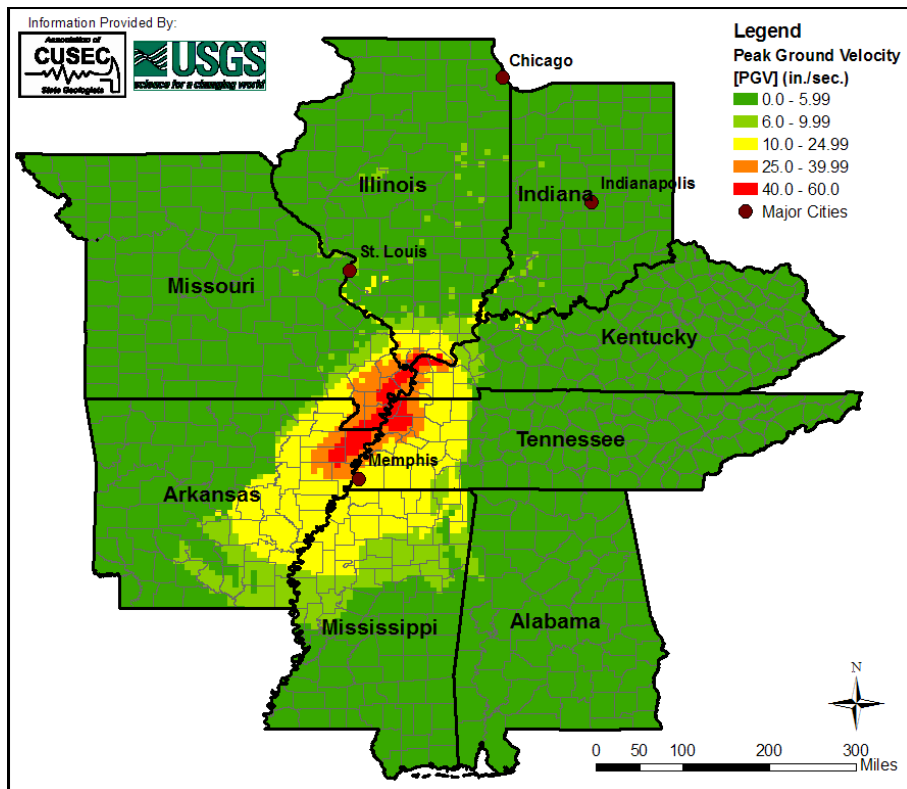 Information Provided By:
Association of
CUSEC
State Geologists
USGS
science for a changing world
Legend
Peak Ground Velocity
[PGV] (in./sec.)
0.0 - 5.99
6.0 - 9.99
10.0 - 24.99
25.0 - 39.99
40.0 - 60.0
Major Cities
Chicago
Illinois
Indiana
Indianapolis
St. Louis
Missouri
Kentucky
Tennessee
Memphis
Arkansas
Mississippi
Alabama
N
0 50 100 200 300
Miles